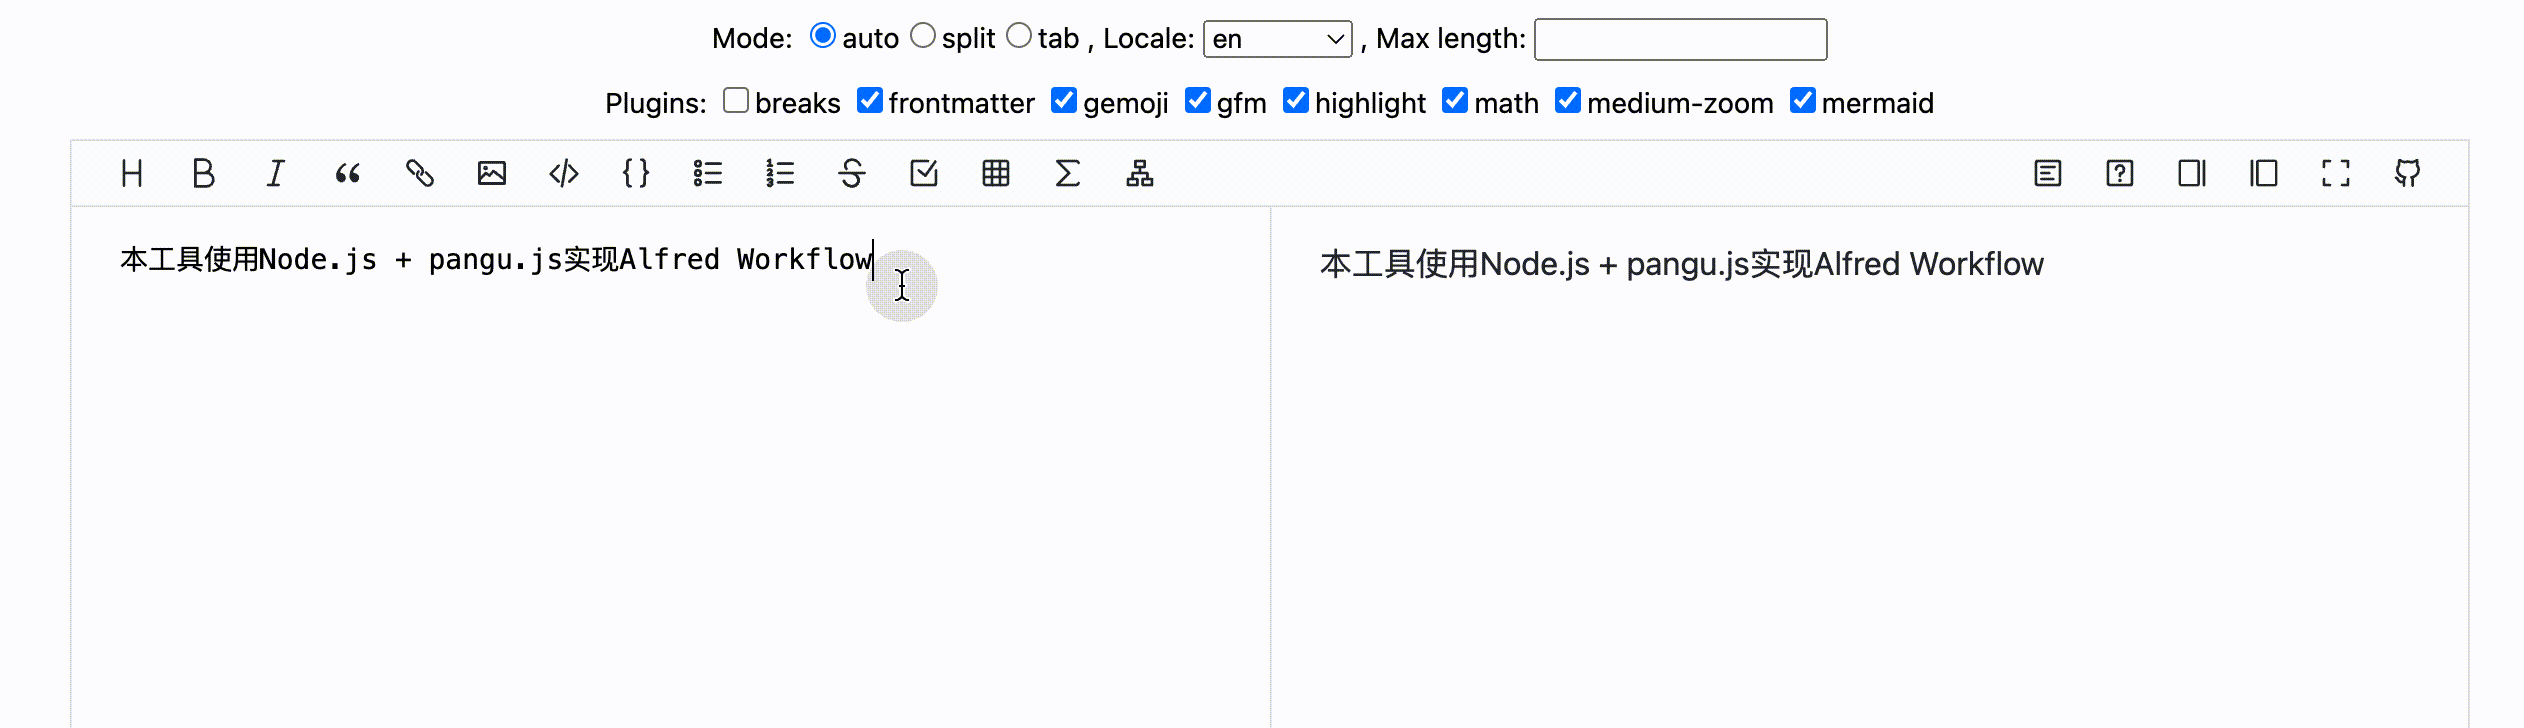 Mode: auto split tab , Locale: en , Max length:
Plugins: breaks frontmatter gemoji gfm highlight math medium-zoom mermaid
本工具使用Node.js + pangu.js实现Alfred Workflow
本工具使用Node.js + pangu.js实现Alfred Workflow